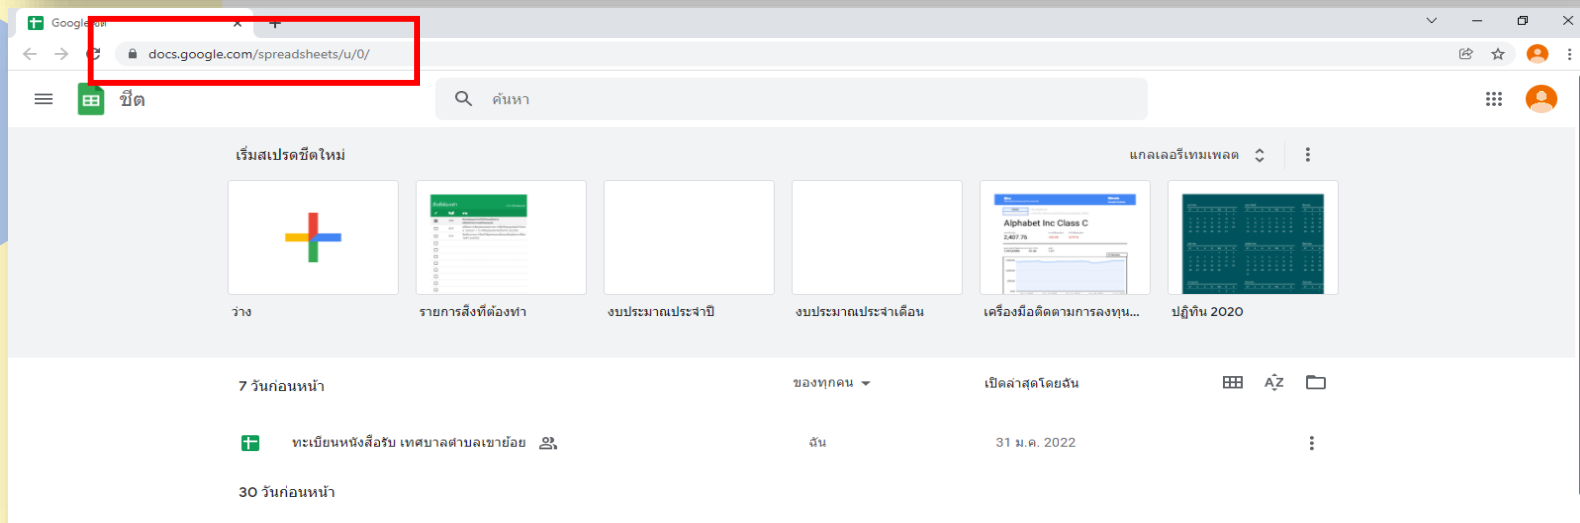 Google ชีต
docs.google.com/spreadsheets/u/0/
ชีต
ค้นหา
เริ่มสเปรดชีตใหม่
แกลเลอรีเทมเพลต
Alphabet Inc Class C
2,407.76
ว่าง
รายการสิ่งที่ต้องทำ
งบประมาณประจำปี
งบประมาณประจำเดือน
เครื่องมือติดตามการลงทุน...
ปฏิทิน 2020
7 วันก่อนหน้า
ของทุกคน
เปิดล่าสุดโดยฉัน
AZ
ทะเบียนหนังสือรับ เทศบาลตำบลเขาย้อย
ฉัน
31 ม.ค. 2022
30 วันก่อนหน้า